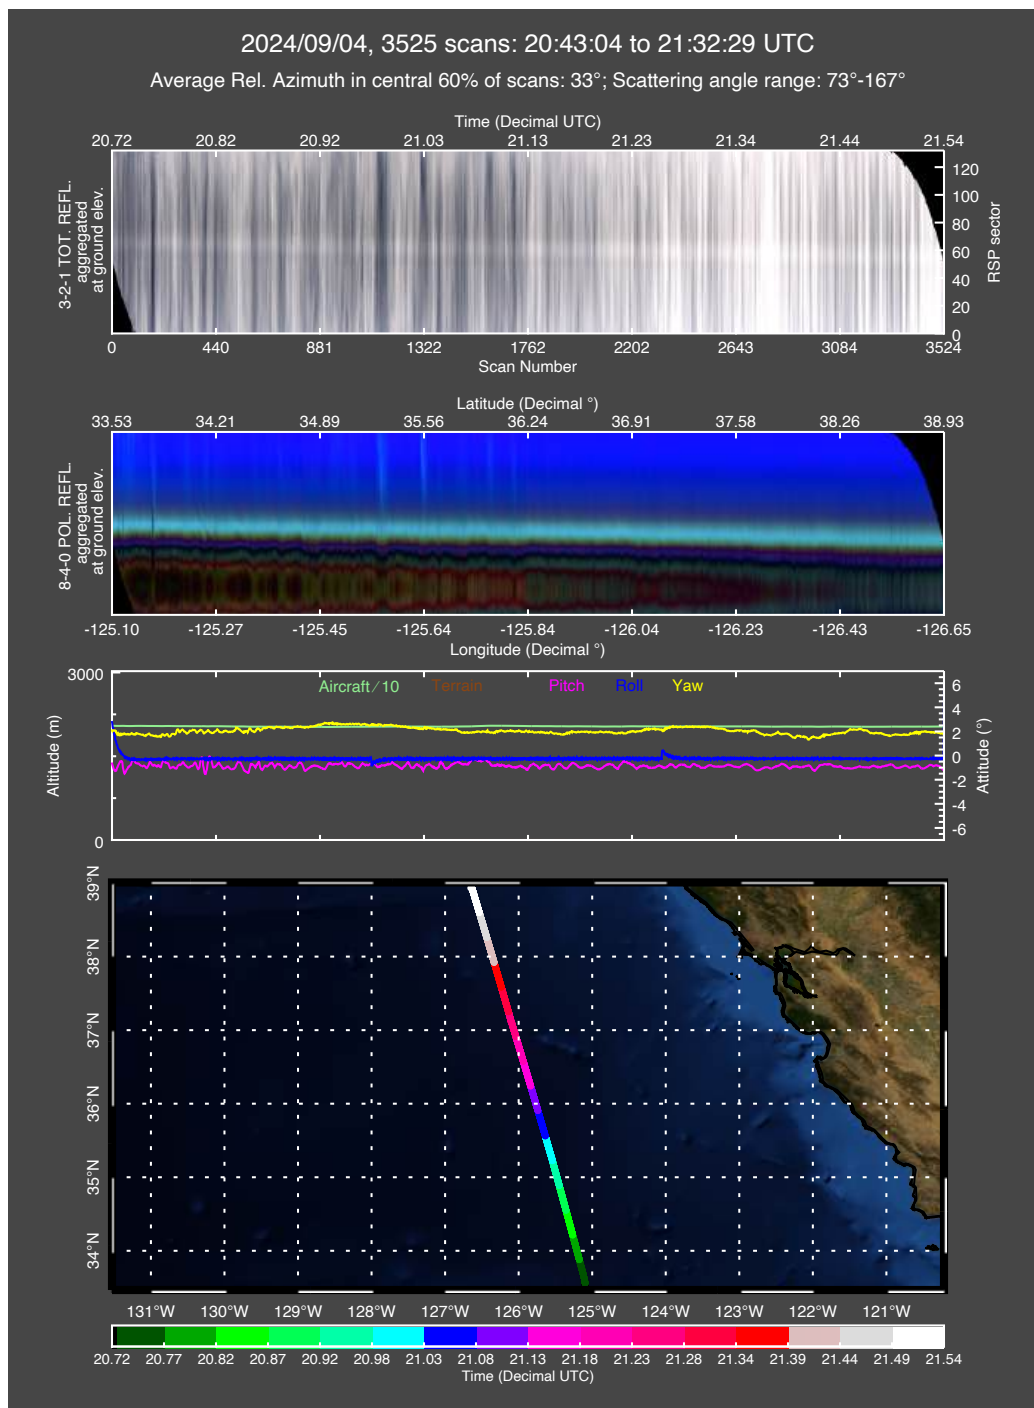 2024/09/04, 3525 scans: 20:43:04 to 21:32:29 UTC
Average Rel. Azimuth in central 60% of scans: 33°; Scattering angle range: 73°-167°
Time (Decimal UTC)
20.72 20.82 20.92 21.03 21.13 21.23 21.34 21.44 21.54
3-2-1 TOT. REFL.
aggregated
at ground elev.
120
100
80
60
40
20
0
RSP sector
0 440 881 1322 1762 2202 2643 3084 3524
Scan Number
Latitude (Decimal °)
33.53 34.21 34.89 35.56 36.24 36.91 37.58 38.26 38.93
8-4-0 POL. REFL.
aggregated
at ground elev.
-125.10 -125.27 -125.45 -125.64 -125.84 -126.04 -126.23 -126.43 -126.65
Longitude (Decimal °)
3000
0
Altitude (m)
Aircraft/10 Terrain Pitch Roll Yaw
6
4
2
0
-2
-4
-6
Attitude (°)
39°N
38°N
37°N
36°N
35°N
34°N
131°W 130°W 129°W 128°W 127°W 126°W 125°W 124°W 123°W 122°W 121°W
20.72 20.77 20.82 20.87 20.92 20.98 21.03 21.08 21.13 21.18 21.23 21.28 21.34 21.39 21.44 21.49 21.54
Time (Decimal UTC)